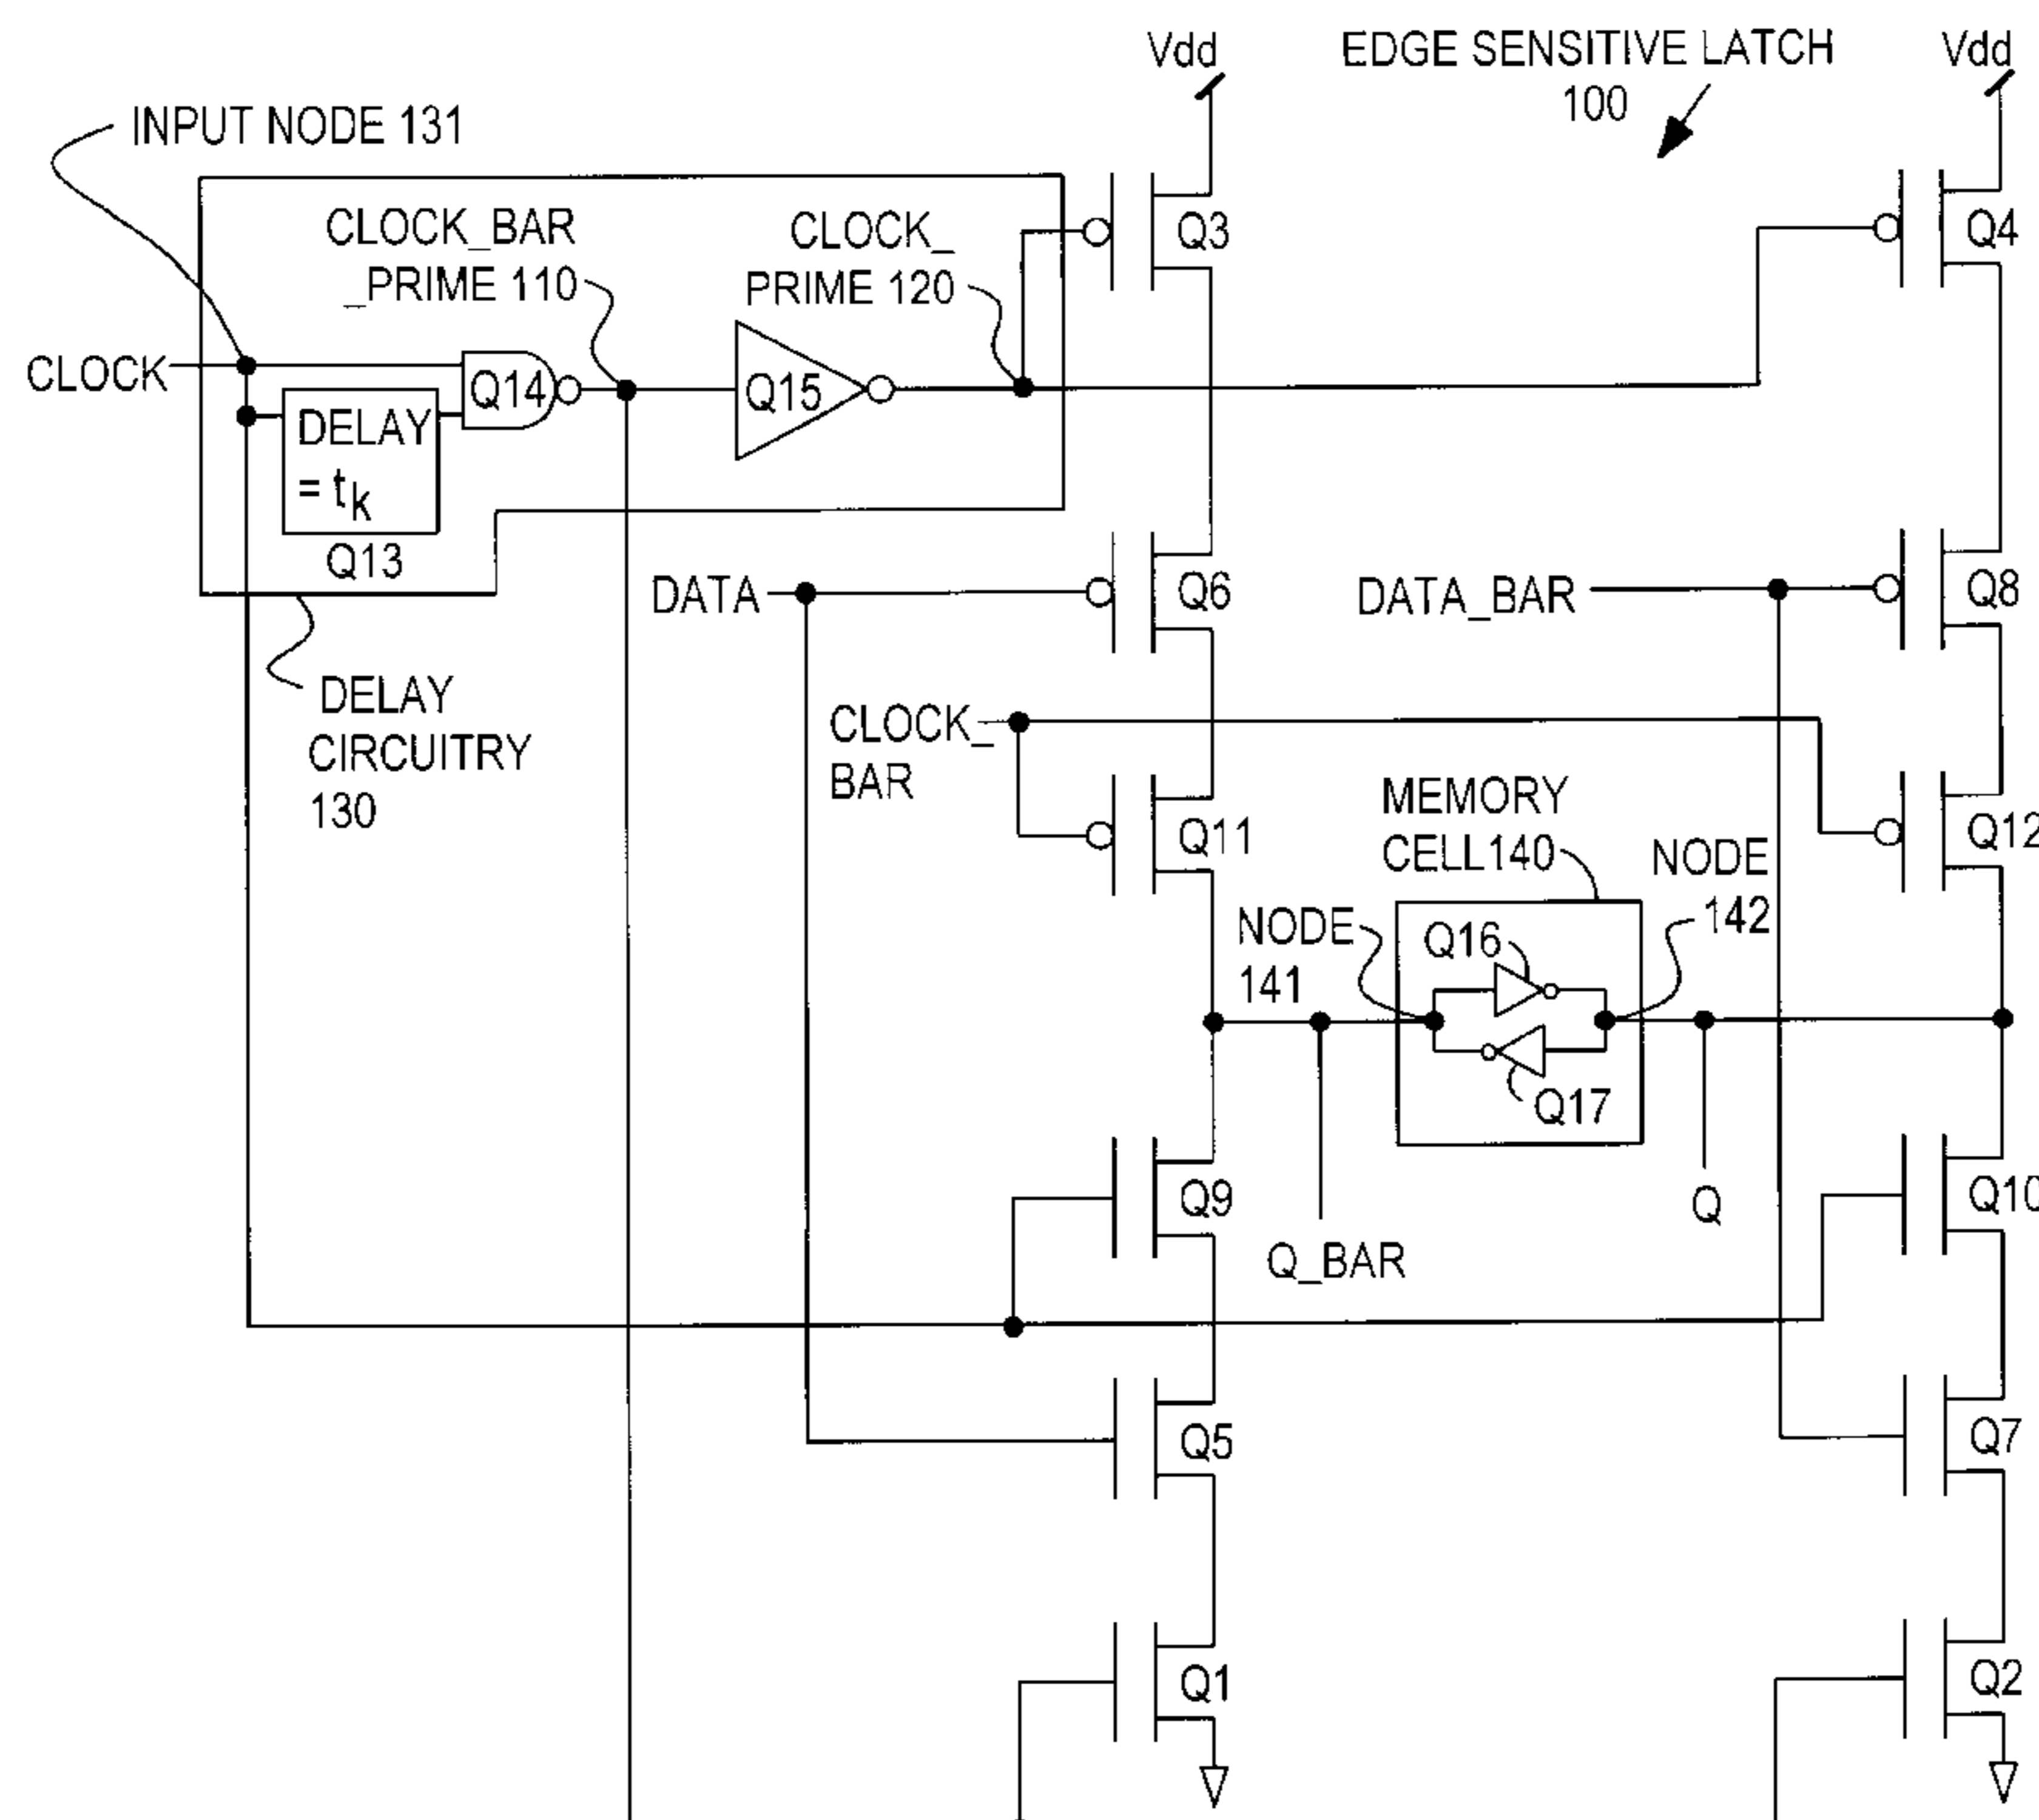 Vdd
EDGE SENSITIVE LATCH
100
Vdd
INPUT NODE 131
CLOCK_BAR
_PRIME 110
CLOCK_
PRIME 120
Q3
Q4
CLOCK
Q14
Q15
DELAY
= tk
Q13
DATA
Q6
DATA_BAR
Q8
DELAY
CIRCUITRY
130
CLOCK_
BAR
Q11
MEMORY
CELL140
NODE
142
Q12
NODE
141
Q16
Q17
Q9
Q_BAR
Q
Q10
Q5
Q7
Q1
Q2